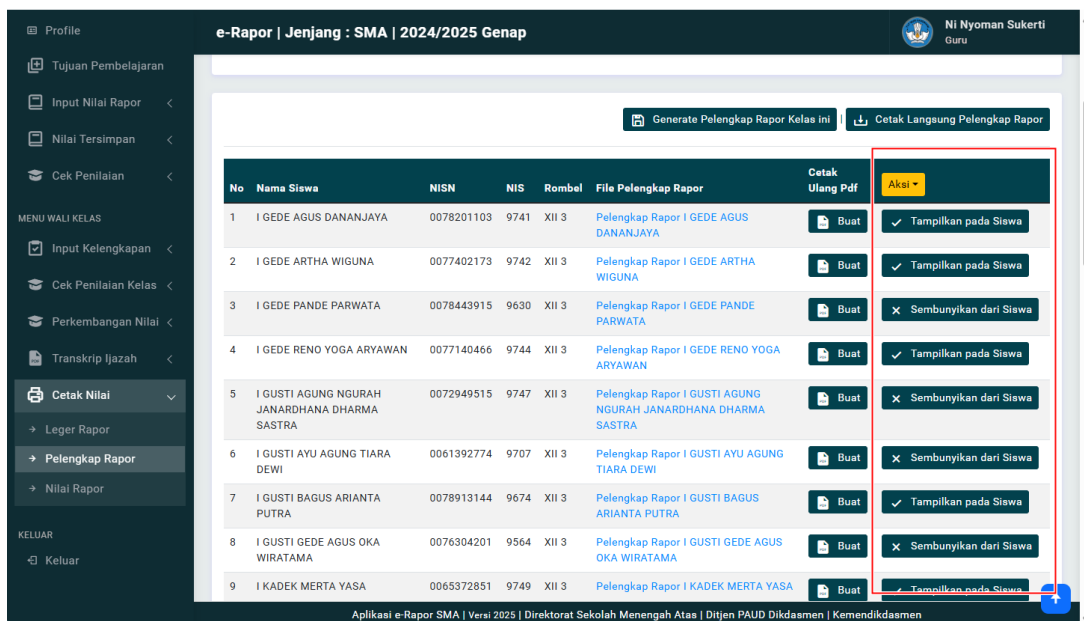 Profile
Tujuan Pembelajaran
Input Nilai Rapor
Nilai Tersimpan
Cek Penilaian
MENU WALI KELAS
Input Kelengkapan
Cek Penilaian Kelas
Perkembangan Nilai
Transkrip Ijazah
Cetak Nilai
Leger Rapor
Pelengkap Rapor
Nilai Rapor
KELUAR
Keluar
e-Rapor | Jenjang : SMA | 2024/2025 Genap
Ni Nyoman Sukerti
Guru
Generate Pelengkap Rapor Kelas ini | Cetak Langsung Pelengkap Rapor
No Nama Siswa NISN NIS Rombel File Pelengkap Rapor Cetak Ulang Pdf Aksi
1 I GEDE AGUS DANANJAYA 0078201103 9741 XII 3 Pelengkap Rapor I GEDE AGUS DANANJAYA Buat Tampilkan pada Siswa
2 I GEDE ARTHA WIGUNA 0077402173 9742 XII 3 Pelengkap Rapor I GEDE ARTHA WIGUNA Buat Tampilkan pada Siswa
3 I GEDE PANDE PARWATA 0078443915 9630 XII 3 Pelengkap Rapor I GEDE PANDE PARWATA Buat Sembunyikan dari Siswa
4 I GEDE RENO YOGA ARYAWAN 0077140466 9744 XII 3 Pelengkap Rapor I GEDE RENO YOGA ARYAWAN Buat Tampilkan pada Siswa
5 I GUSTI AGUNG NGURAH JANARDHANA DHARMA SASTRA 0072949515 9747 XII 3 Pelengkap Rapor I GUSTI AGUNG NGURAH JANARDHANA DHARMA SASTRA Buat Sembunyikan dari Siswa
6 I GUSTI AYU AGUNG TIARA DEWI 0061392774 9707 XII 3 Pelengkap Rapor I GUSTI AYU AGUNG TIARA DEWI Buat Sembunyikan dari Siswa
7 I GUSTI BAGUS ARIANTA PUTRA 0078913144 9674 XII 3 Pelengkap Rapor I GUSTI BAGUS ARIANTA PUTRA Buat Tampilkan pada Siswa
8 I GUSTI GEDE AGUS OKA WIRATAMA 0076304201 9564 XII 3 Pelengkap Rapor I GUSTI GEDE AGUS OKA WIRATAMA Buat Sembunyikan dari Siswa
9 I KADEK MERTA YASA 0065372851 9749 XII 3 Pelengkap Rapor I KADEK MERTA YASA Buat Tampilkan pada Siswa
Aplikasi e-Rapor SMA | Versi 2025 | Direktorat Sekolah Menengah Atas | Ditjen PAUD Dikdasmen | Kemendikdasmen